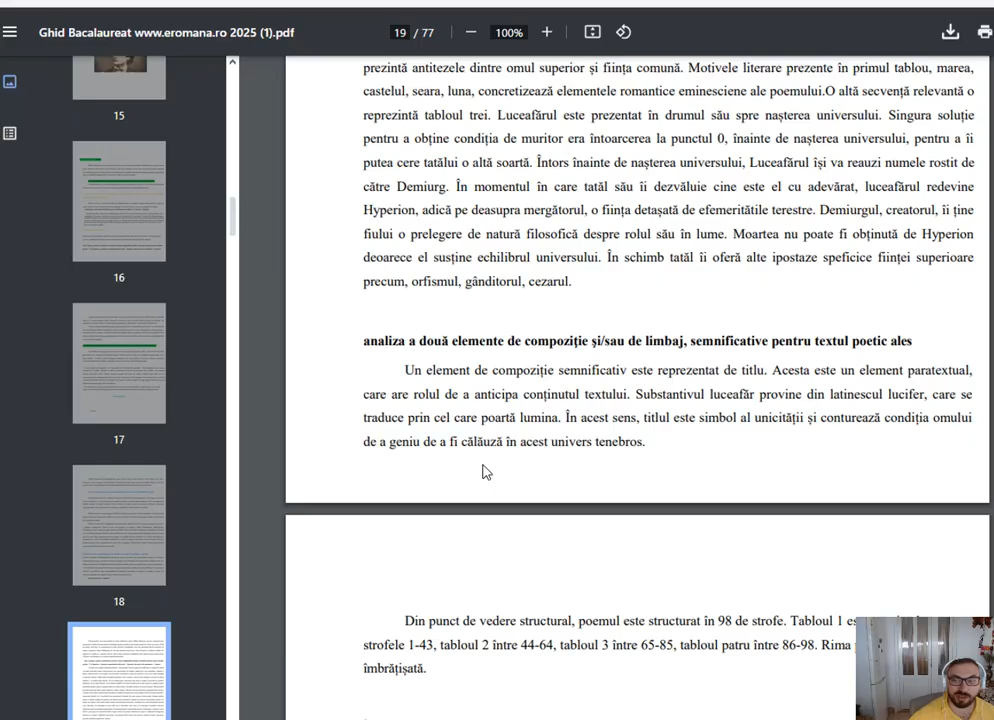 Ghid Bacalaureat www.eromana.ro 2025 (1).pdf
19 / 77
100%
15
16
17
18
prezintă antitezele dintre omul superior și ființa comună. Motivele literare prezente în primul tablou, marea,
castelul, seara, luna, concretizează elementele romantice eminesciene ale poemului.O altă secvență relevantă o
reprezintă tabloul trei. Luceafărul este prezentat în drumul său spre nașterea universului. Singura soluție
pentru a obține condiția de muritor era întoarcerea la punctul 0, înainte de nașterea universului, pentru a îi
putea cere tatălui o altă soartă. Întors înainte de nașterea universului, Luceafărul își va reauzi numele rostit de
către Demiurg. În momentul în care tatăl său îi dezvăluie cine este el cu adevărat, luceafărul redevine
Hyperion, adică pe deasupra mergătorul, o ființa detașată de efemeritățile terestre. Demiurgul, creatorul, îi ține
fiului o prelegere de natură filosofică despre rolul său în lume. Moartea nu poate fi obținută de Hyperion
deoarece el susține echilibrul universului. În schimb tatăl îi oferă alte ipostaze speficice ființei superioare
precum, orfismul, gânditorul, cezarul.
analiza a două elemente de compoziție și/sau de limbaj, semnificative pentru textul poetic ales
Un element de compoziție semnificativ este reprezentat de titlu. Acesta este un element paratextual,
care are rolul de a anticipa conținutul textului. Substantivul luceafăr provine din latinescul lucifer, care se
traduce prin cel care poartă lumina. În acest sens, titlul este simbol al unicității și conturează condiția omului
de a geniu de a fi călăuză în acest univers tenebros.
Din punct de vedere structural, poemul este structurat în 98 de strofe. Tabloul 1
strofele 1-43, tabloul 2 între 44-64, tabloul 3 între 65-85, tabloul patru între 86-98. Rima
îmbrățișată.